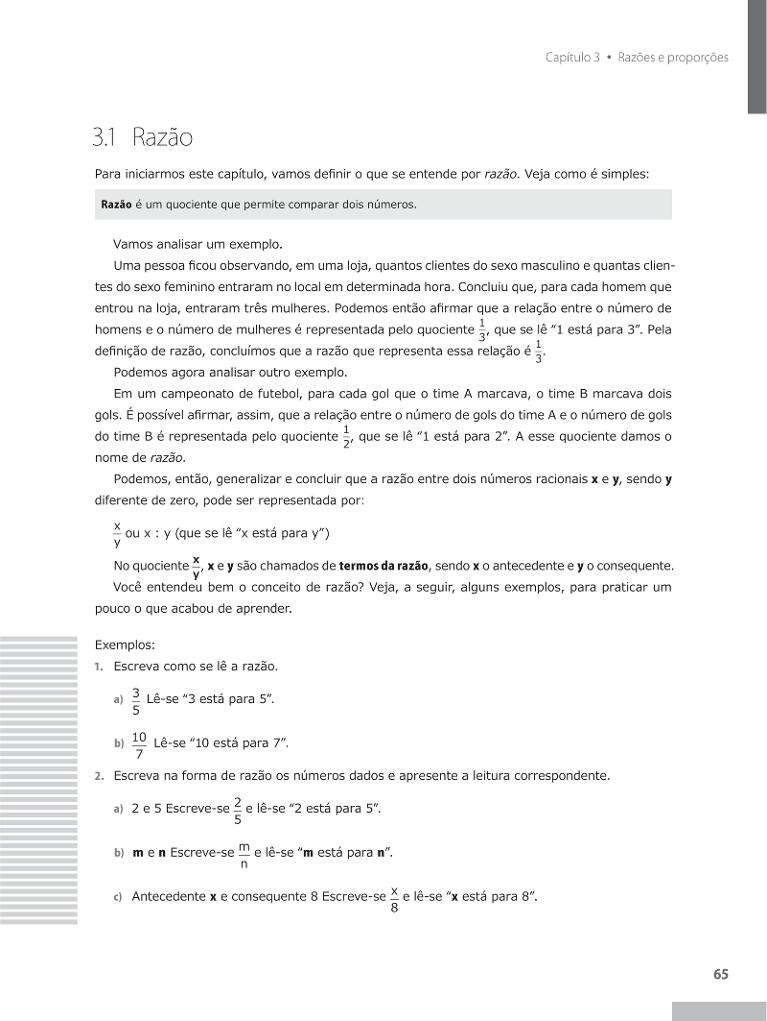 Capítulo 3 • Razões e proporções
3.1 Razão
Para iniciarmos este capítulo, vamos definir o que se entende por razão. Veja como é simples:
Razão é um quociente que permite comparar dois números.
Vamos analisar um exemplo.
Uma pessoa ficou observando, em uma loja, quantos clientes do sexo masculino e quantas clien-
tes do sexo feminino entraram no local em determinada hora. Concluiu que, para cada homem que
entrou na loja, entraram três mulheres. Podemos então afirmar que a relação entre o número de
homens e o número de mulheres é representada pelo quociente 1/3, que se lê “1 está para 3”. Pela
definição de razão, concluímos que a razão que representa essa relação é 1/3.
Podemos agora analisar outro exemplo.
Em um campeonato de futebol, para cada gol que o time A marcava, o time B marcava dois
gols. É possível afirmar, assim, que a relação entre o número de gols do time A e o número de gols
do time B é representada pelo quociente 1/2, que se lê “1 está para 2”. A esse quociente damos o
nome de razão.
Podemos, então, generalizar e concluir que a razão entre dois números racionais x e y, sendo y
diferente de zero, pode ser representada por:
x/y ou x : y (que se lê “x está para y”)
No quociente x/y, x e y são chamados de termos da razão, sendo x o antecedente e y o consequente.
Você entendeu bem o conceito de razão? Veja, a seguir, alguns exemplos, para praticar um
pouco o que acabou de aprender.
Exemplos:
1. Escreva como se lê a razão.
a) 3/5 Lê-se “3 está para 5”.
b) 10/7 Lê-se “10 está para 7”.
2. Escreva na forma de razão os números dados e apresente a leitura correspondente.
a) 2 e 5 Escreve-se 2/5 e lê-se “2 está para 5”.
b) m e n Escreve-se m/n e lê-se “m está para n”.
c) Antecedente x e consequente 8 Escreve-se x/8 e lê-se “x está para 8”.
65